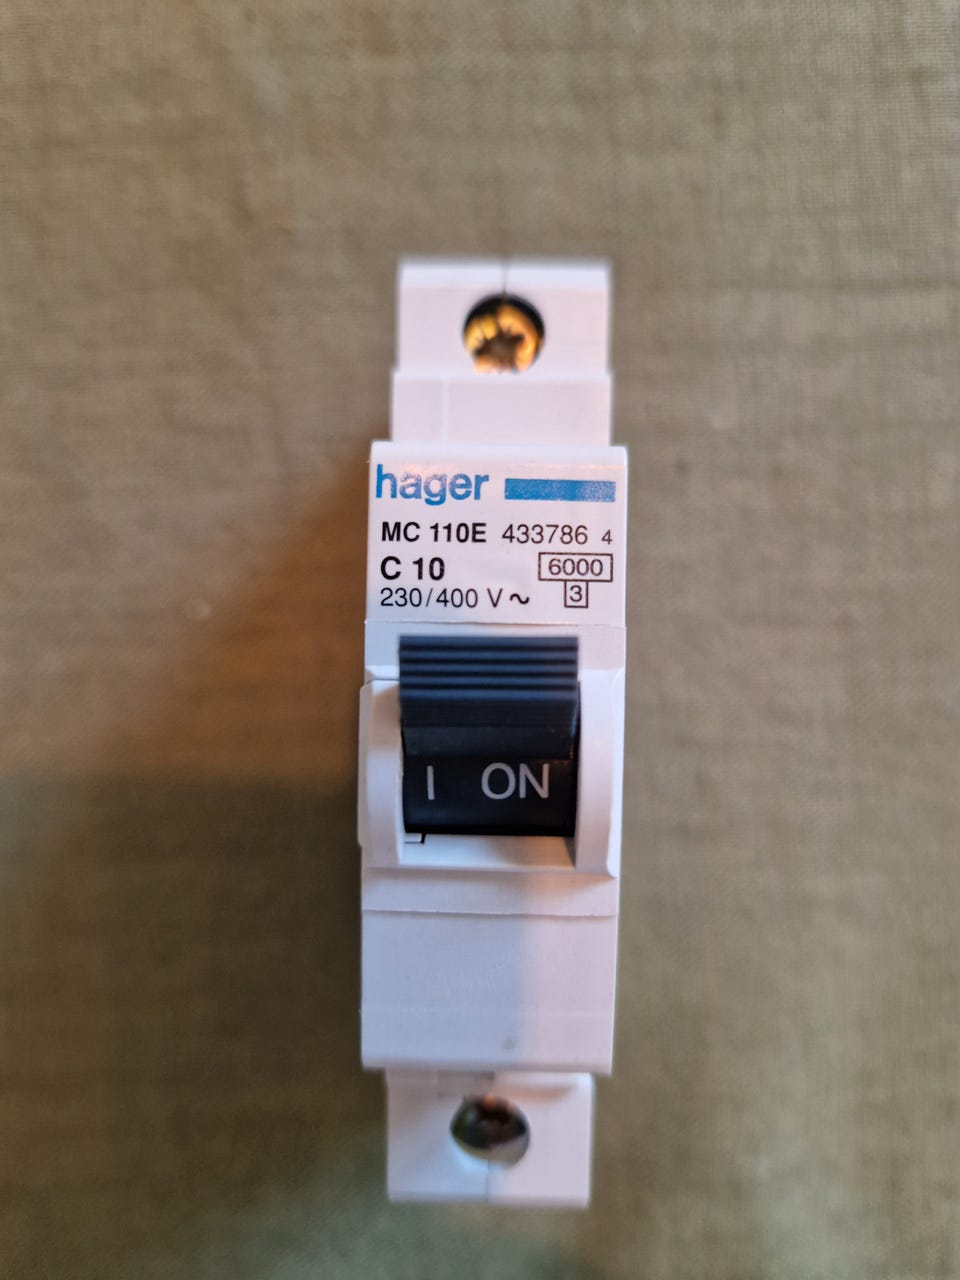 hager
MC 110E 433786 4
C 10 6000
230/400 V ~ 3
I ON